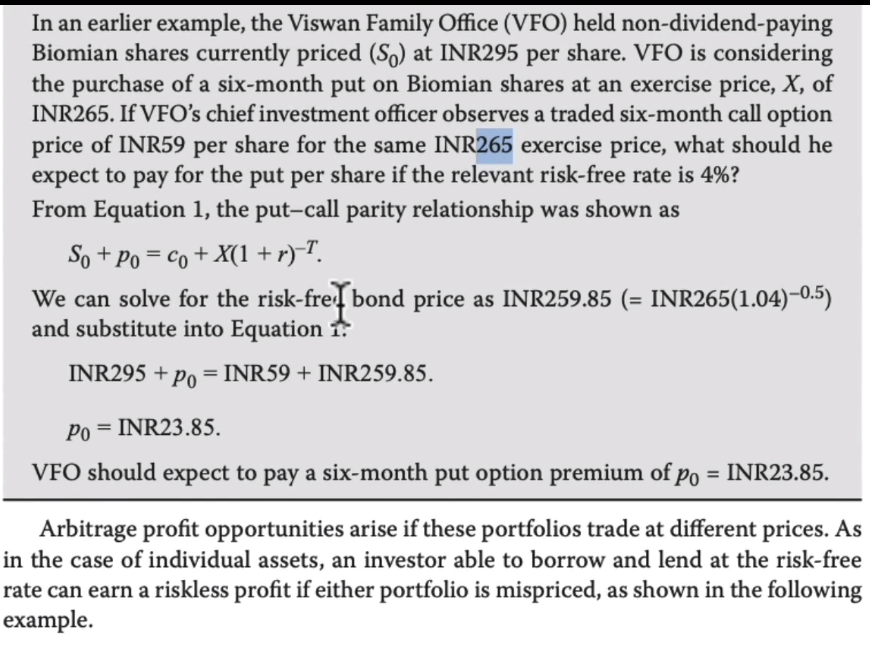 In an earlier example, the Viswan Family Office (VFO) held non-dividend-paying
Biomian shares currently priced (S₀) at INR295 per share. VFO is considering
the purchase of a six-month put on Biomian shares at an exercise price, X, of
INR265. If VFO’s chief investment officer observes a traded six-month call option
price of INR59 per share for the same INR265 exercise price, what should he
expect to pay for the put per share if the relevant risk-free rate is 4%?
From Equation 1, the put–call parity relationship was shown as
S₀ + p₀ = c₀ + X(1 + r)⁻ᵀ.
We can solve for the risk-free bond price as INR259.85 (= INR265(1.04)⁻⁰·⁵)
and substitute into Equation 1:
INR295 + p₀ = INR59 + INR259.85.
p₀ = INR23.85.
VFO should expect to pay a six-month put option premium of p₀ = INR23.85.
Arbitrage profit opportunities arise if these portfolios trade at different prices. As
in the case of individual assets, an investor able to borrow and lend at the risk-free
rate can earn a riskless profit if either portfolio is mispriced, as shown in the following
example.